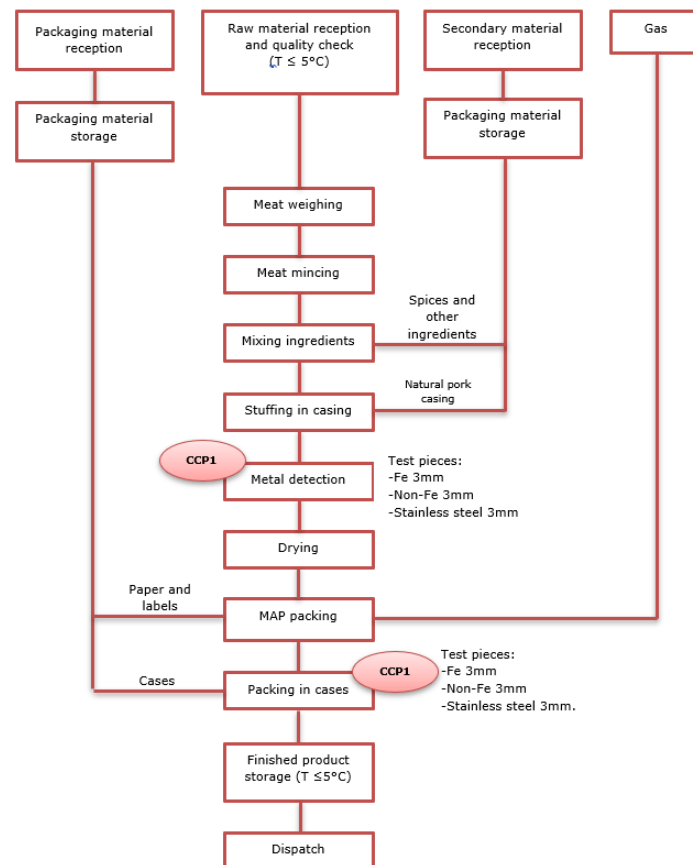 Packaging material
reception
Raw material reception
and quality check
(T ≤ 5°C)
Secondary material
reception
Gas
Packaging material
storage
Packaging material
storage
Meat weighing
Meat mincing
Spices and
other
ingredients
Mixing ingredients
Natural pork
casing
Stuffing in casing
CCP1
Metal detection
Test pieces:
-Fe 3mm
-Non-Fe 3mm
-Stainless steel 3mm
Drying
Paper and
labels
MAP packing
Cases
Packing in cases
CCP1
Test pieces:
-Fe 3mm
-Non-Fe 3mm
-Stainless steel 3mm.
Finished product
storage (T ≤5°C)
Dispatch